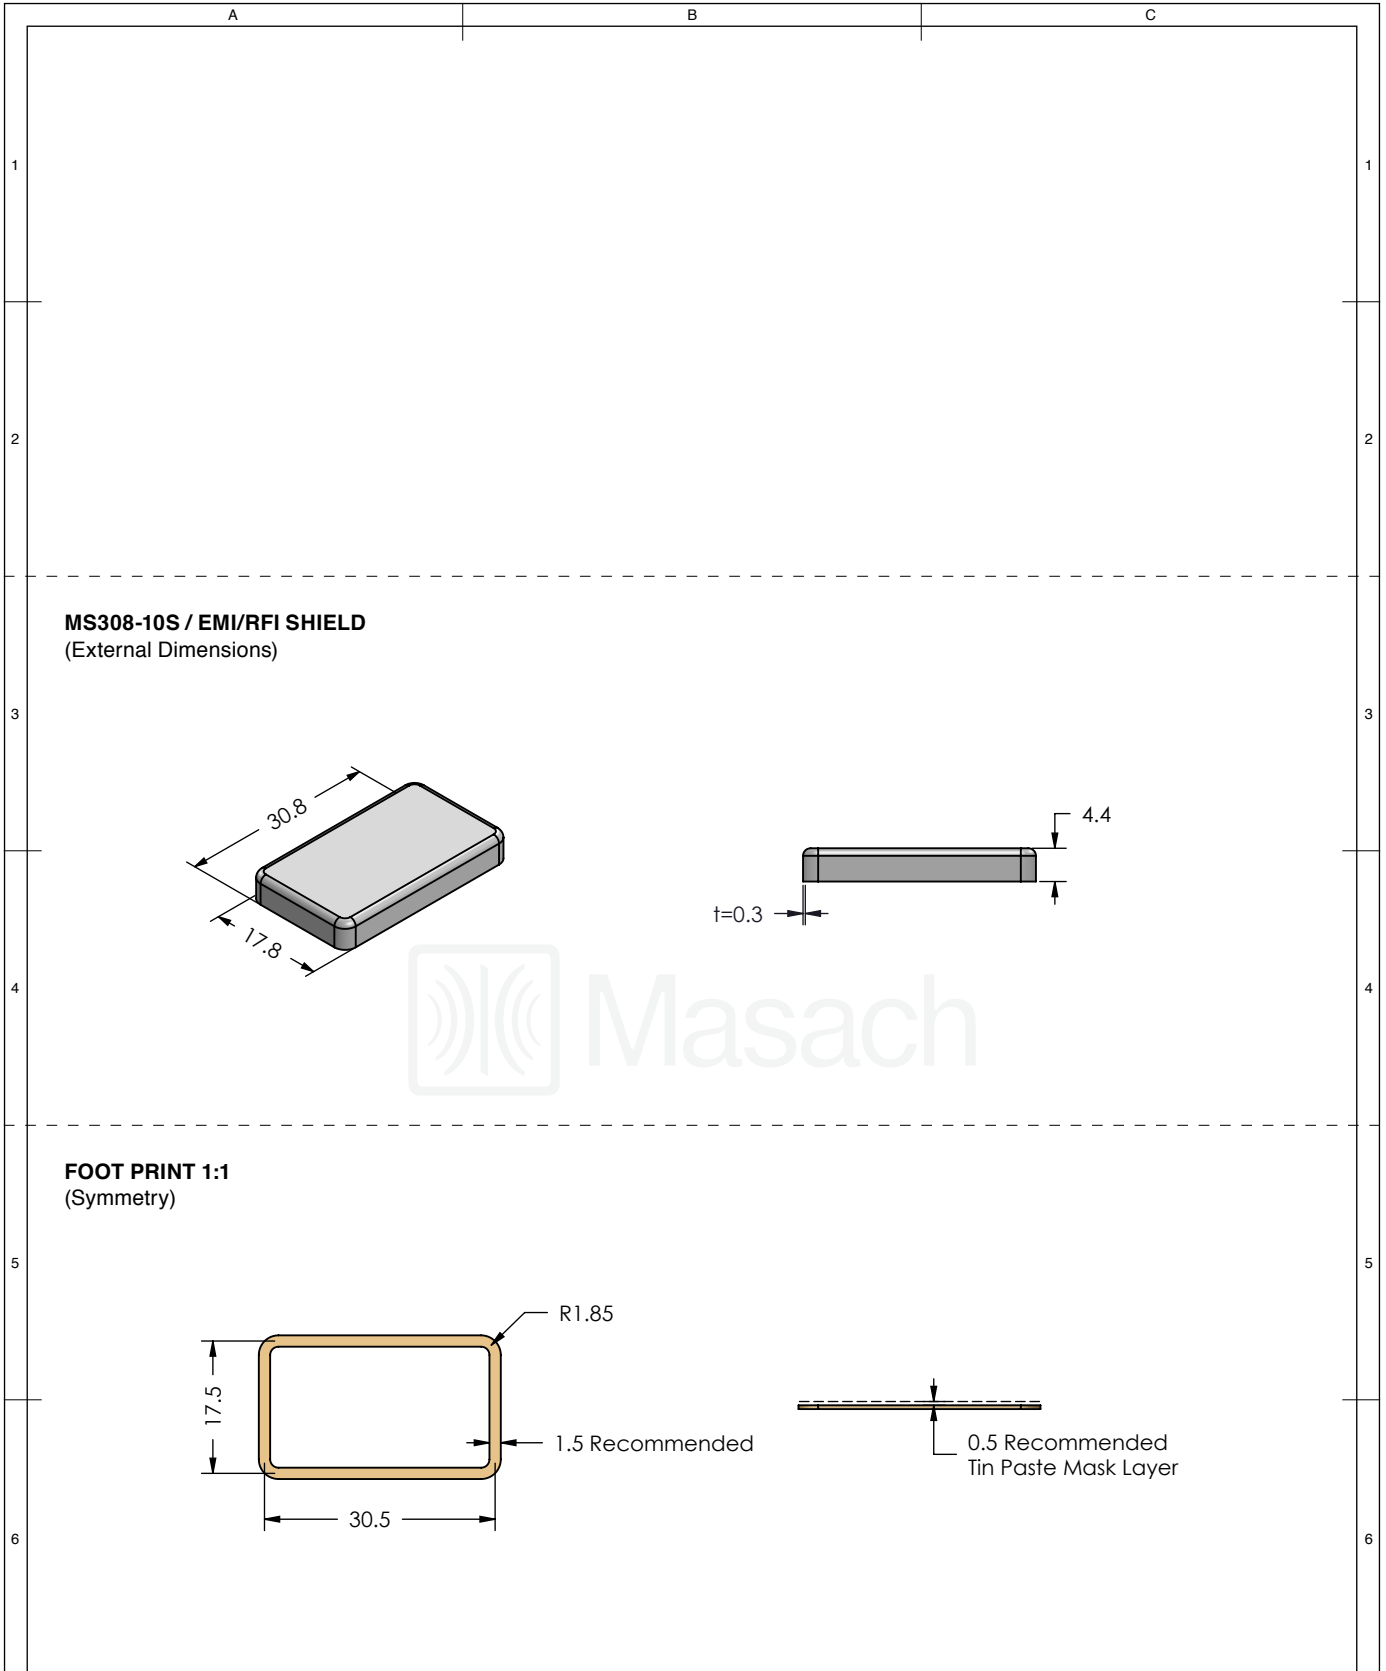 A B C
1 1
2 2
MS308-10S / EMI/RFI SHIELD
(External Dimensions)
3 3
30.8
17.8
4.4
t=0.3
Masach
4 4
FOOT PRINT 1:1
(Symmetry)
5 5
R1.85
17.5
1.5 Recommended
30.5
0.5 Recommended
Tin Paste Mask Layer
6 6